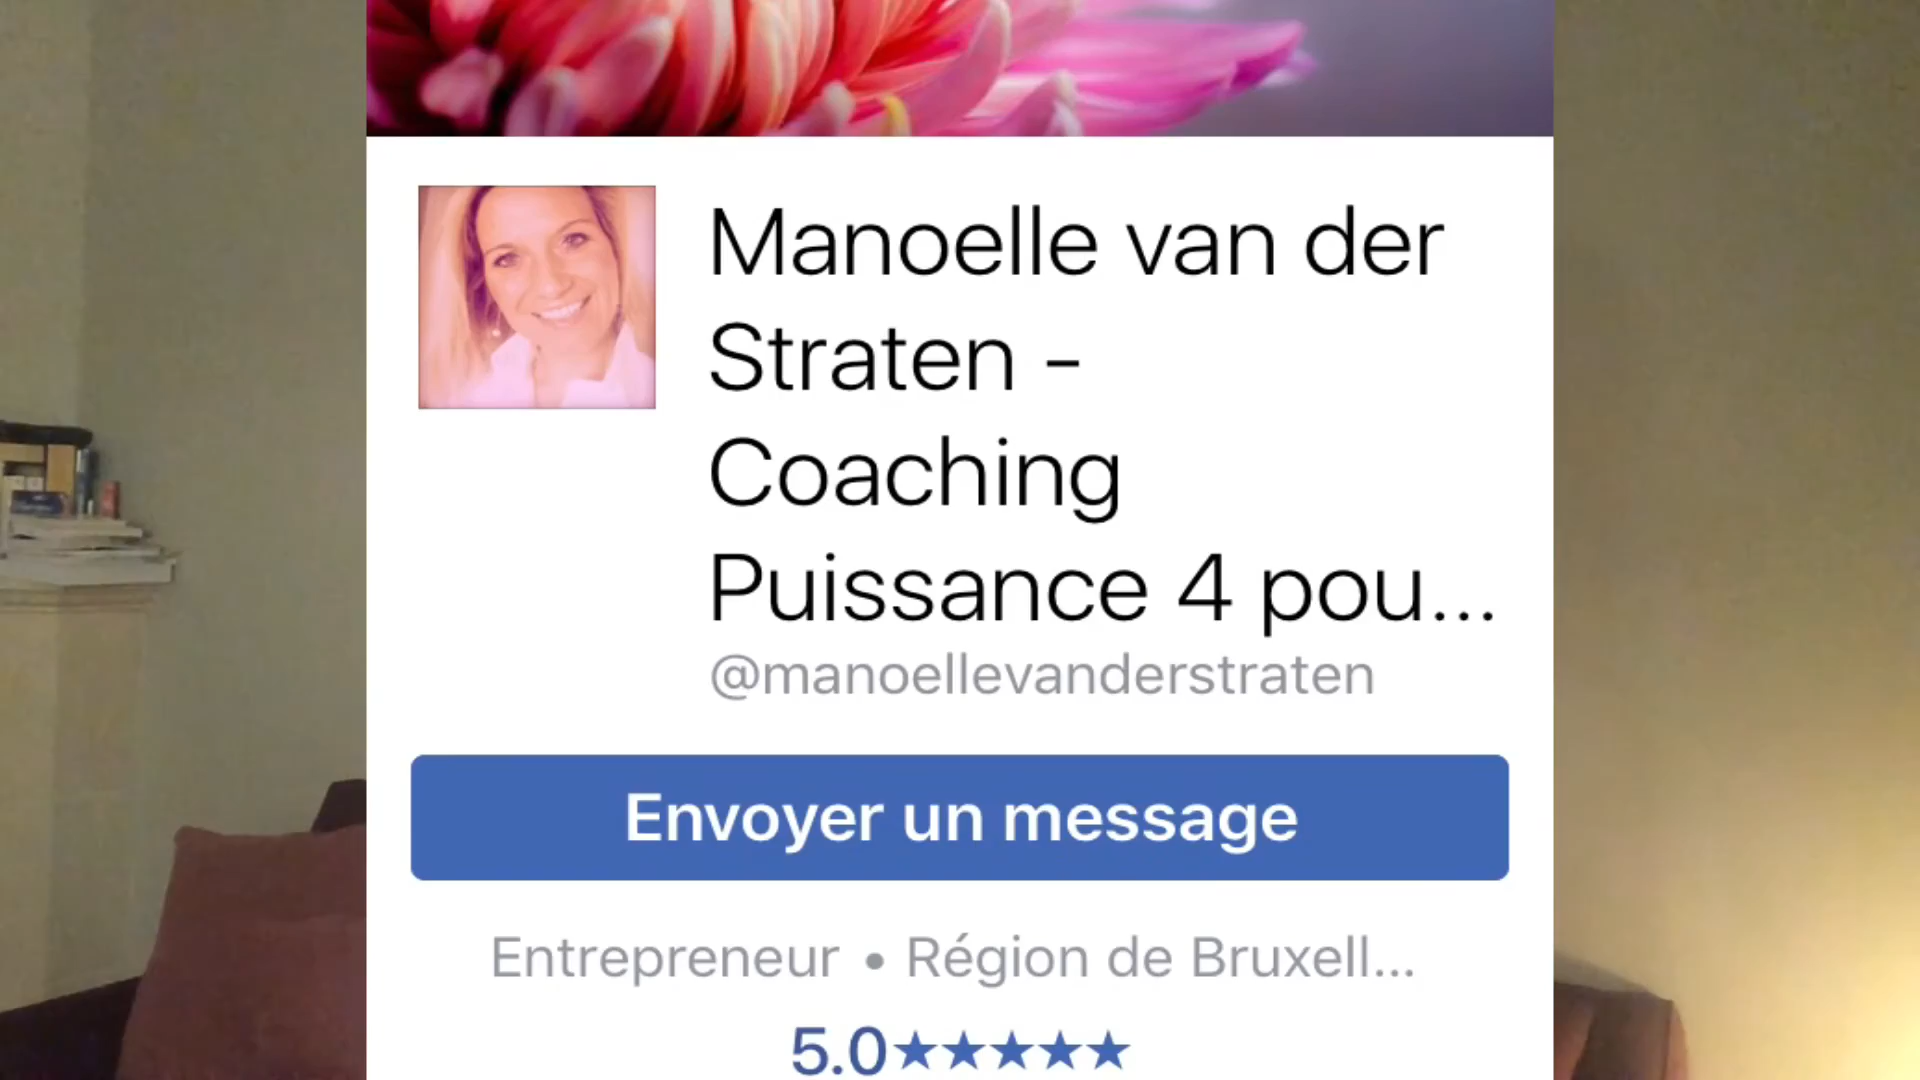 Manoelle van der
Straten -
Coaching
Puissance 4 pou...
@manoellevanderstraten
Envoyer un message
Entrepreneur • Région de Bruxell...
5.0★★★★★